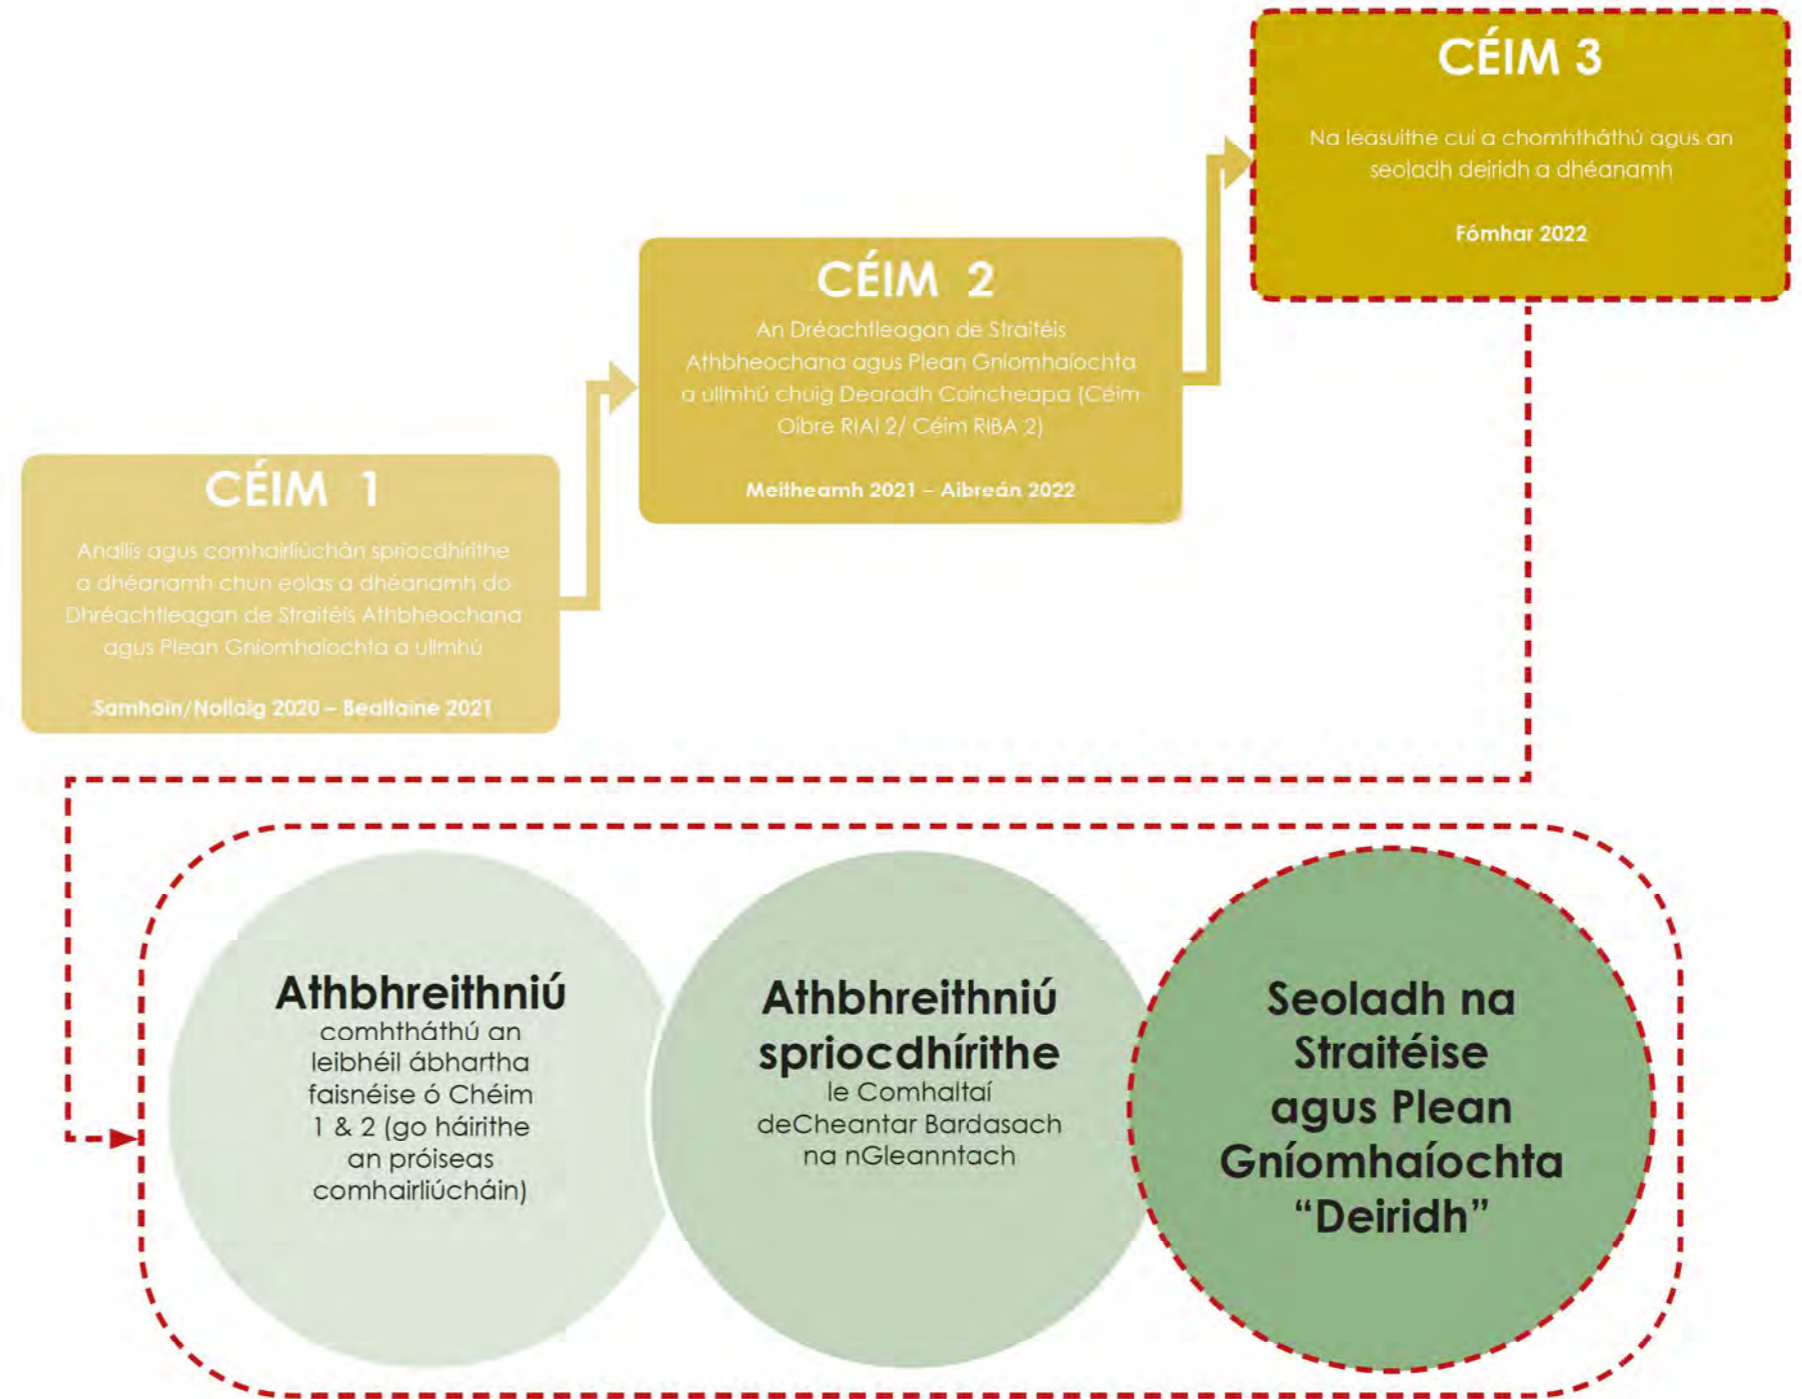 CÉIM 3
Na leasuithe cuí a chomhtháthú agus an
seoladh deiridh a dhéanamh
Fómhar 2022
CÉIM 2
An Dréachtleagan de Straitéis
Athbheochana agus Plean Gníomhaíochta
a ullmhú chuig Dearadh Coincheapa (Céim
Oibre RIAI 2/ Céim RIBA 2)
Meitheamh 2021 – Aibreán 2022
CÉIM 1
Anailís agus comhairliúchán spriocdhírithe
a dhéanamh chun eolas a dhéanamh do
Dhréachtleagan de Straitéis Athbheochana
agus Plean Gníomhaíochta a ullmhú
Samhain/Nollaig 2020 – Bealtaine 2021
Athbhreithniú
comhtháthú an
leibhéil ábhartha
faisnéise ó Chéim
1 & 2 (go háirithe
an próiseas
comhairliúcháin)
Athbhreithniú
spriocdhírithe
le Comhaltaí
deCheantar Bardasach
na nGleanntach
Seoladh na
Straitéise
agus Plean
Gníomhaíochta
“Deiridh”